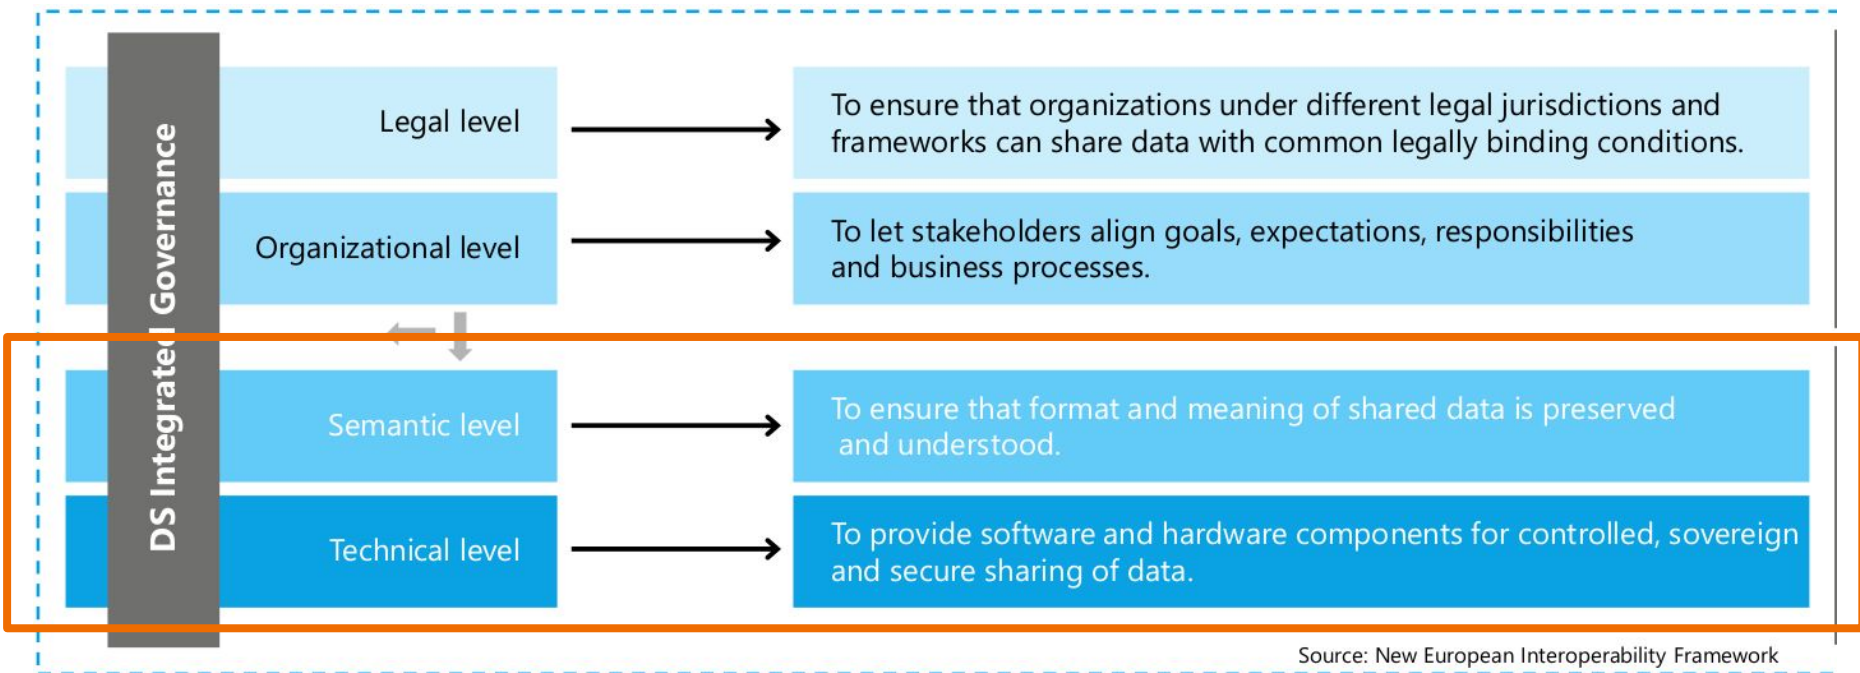 DS Integrated Governance
Legal level
To ensure that organizations under different legal jurisdictions and
frameworks can share data with common legally binding conditions.
Organizational level
To let stakeholders align goals, expectations, responsibilities
and business processes.
Semantic level
To ensure that format and meaning of shared data is preserved
and understood.
Technical level
To provide software and hardware components for controlled, sovereign
and secure sharing of data.
Source: New European Interoperability Framework